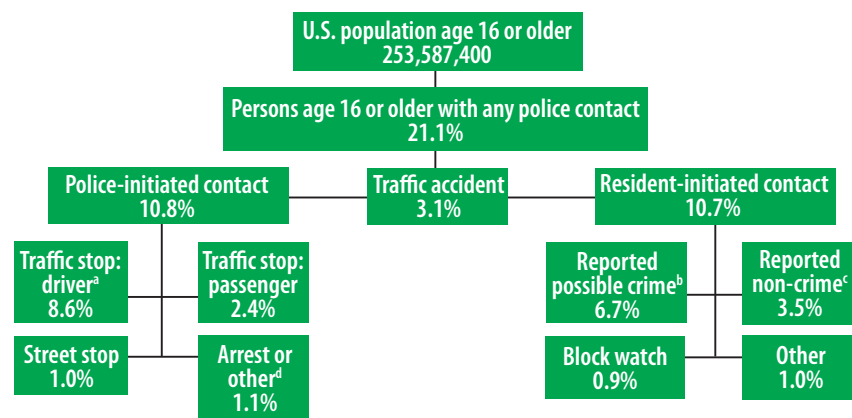 U.S. population age 16 or older
253,587,400
Persons age 16 or older with any police contact
21.1%
Police-initiated contact
10.8%
Traffic accident
3.1%
Resident-initiated contact
10.7%
Traffic stop:
driverᵃ
8.6%
Traffic stop:
passenger
2.4%
Street stop
1.0%
Arrest or
otherᵈ
1.1%
Reported
possible crimeᵇ
6.7%
Reported
non-crimeᶜ
3.5%
Block watch
0.9%
Other
1.0%